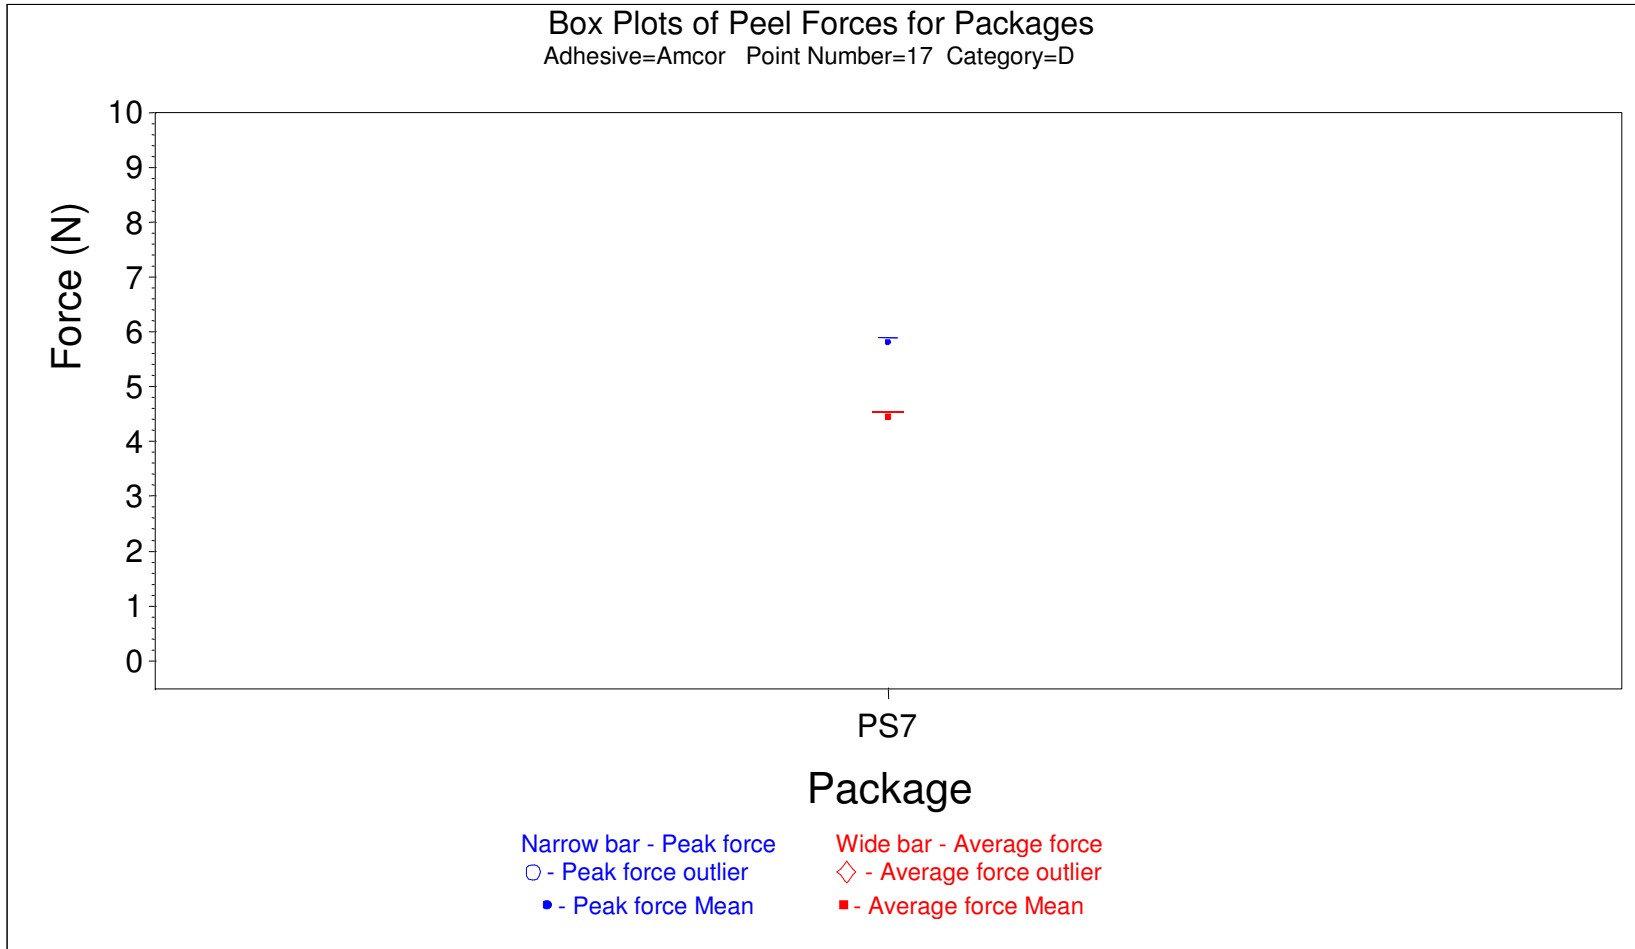 Box Plots of Peel Forces for Packages
Adhesive=Amcor Point Number=17 Category=D
10
9
8
7
6
5
4
3
2
1
0
Force (N)
PS7
Package
Narrow bar - Peak force
Wide bar - Average force
- Peak force outlier
- Average force outlier
- Peak force Mean
- Average force Mean